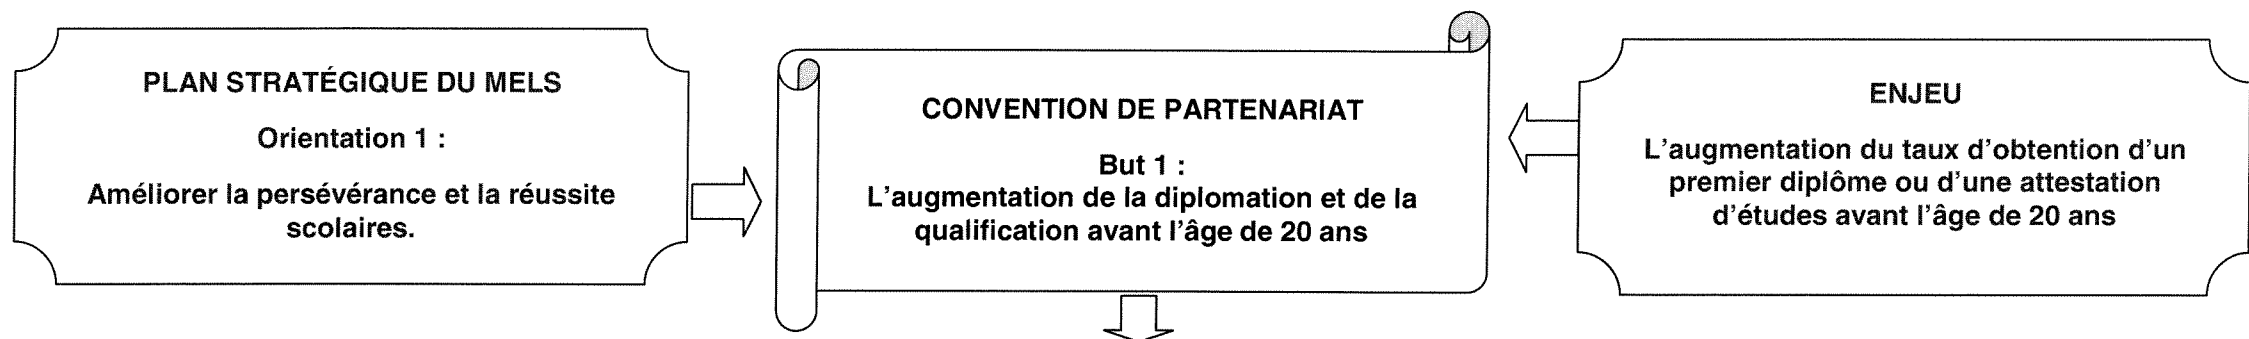 PLAN STRATÉGIQUE DU MELS
Orientation 1 :
Améliorer la persévérance et la réussite
scolaires.
CONVENTION DE PARTENARIAT
But 1 :
L'augmentation de la diplomation et de la
qualification avant l'âge de 20 ans
ENJEU
L'augmentation du taux d'obtention d'un
premier diplôme ou d'une attestation
d'études avant l'âge de 20 ans